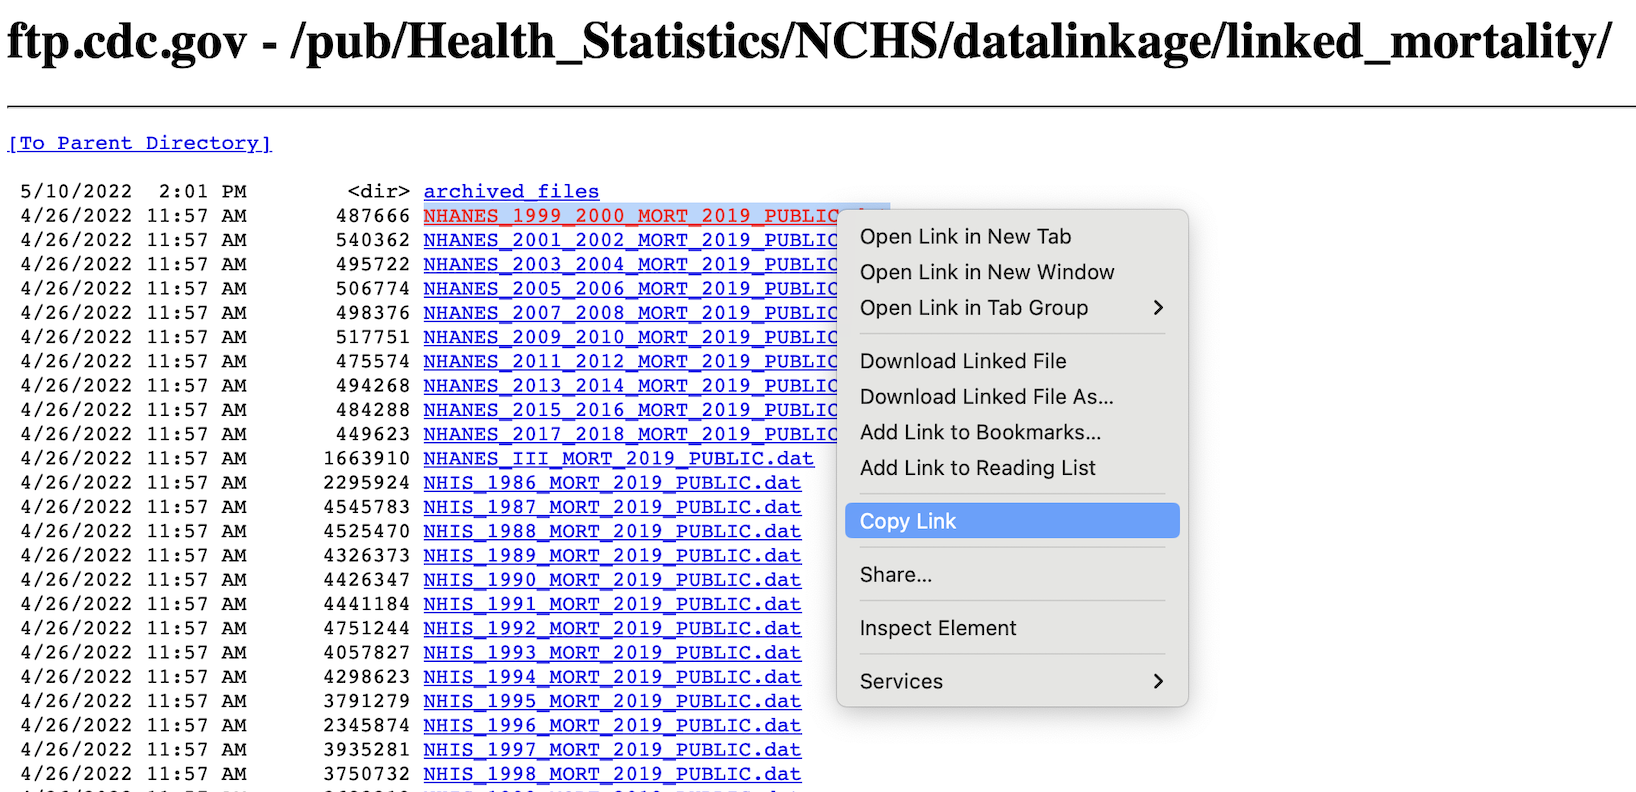 ftp.cdc.gov - /pub/Health_Statistics/NCHS/datalinkage/linked_mortality/
[To Parent Directory]
5/10/2022 2:01 PM <dir> archived_files
4/26/2022 11:57 AM 487666 NHANES_1999_2000_MORT_2019_PUBLIC
4/26/2022 11:57 AM 540362 NHANES_2001_2002_MORT_2019_PUBLIC
4/26/2022 11:57 AM 495722 NHANES_2003_2004_MORT_2019_PUBLIC
4/26/2022 11:57 AM 506774 NHANES_2005_2006_MORT_2019_PUBLIC
4/26/2022 11:57 AM 498376 NHANES_2007_2008_MORT_2019_PUBLIC
4/26/2022 11:57 AM 517751 NHANES_2009_2010_MORT_2019_PUBLIC
4/26/2022 11:57 AM 475574 NHANES_2011_2012_MORT_2019_PUBLIC
4/26/2022 11:57 AM 494268 NHANES_2013_2014_MORT_2019_PUBLIC
4/26/2022 11:57 AM 484288 NHANES_2015_2016_MORT_2019_PUBLIC
4/26/2022 11:57 AM 449623 NHANES_2017_2018_MORT_2019_PUBLIC
4/26/2022 11:57 AM 1663910 NHANES_III_MORT_2019_PUBLIC.dat
4/26/2022 11:57 AM 2295924 NHIS_1986_MORT_2019_PUBLIC.dat
4/26/2022 11:57 AM 4545783 NHIS_1987_MORT_2019_PUBLIC.dat
4/26/2022 11:57 AM 4525470 NHIS_1988_MORT_2019_PUBLIC.dat
4/26/2022 11:57 AM 4326373 NHIS_1989_MORT_2019_PUBLIC.dat
4/26/2022 11:57 AM 4426347 NHIS_1990_MORT_2019_PUBLIC.dat
4/26/2022 11:57 AM 4441184 NHIS_1991_MORT_2019_PUBLIC.dat
4/26/2022 11:57 AM 4751244 NHIS_1992_MORT_2019_PUBLIC.dat
4/26/2022 11:57 AM 4057827 NHIS_1993_MORT_2019_PUBLIC.dat
4/26/2022 11:57 AM 4298623 NHIS_1994_MORT_2019_PUBLIC.dat
4/26/2022 11:57 AM 3791279 NHIS_1995_MORT_2019_PUBLIC.dat
4/26/2022 11:57 AM 2345874 NHIS_1996_MORT_2019_PUBLIC.dat
4/26/2022 11:57 AM 3935281 NHIS_1997_MORT_2019_PUBLIC.dat
4/26/2022 11:57 AM 3750732 NHIS_1998_MORT_2019_PUBLIC.dat
Open Link in New Tab
Open Link in New Window
Open Link in Tab Group
Download Linked File
Download Linked File As...
Add Link to Bookmarks...
Add Link to Reading List
Copy Link
Share...
Inspect Element
Services